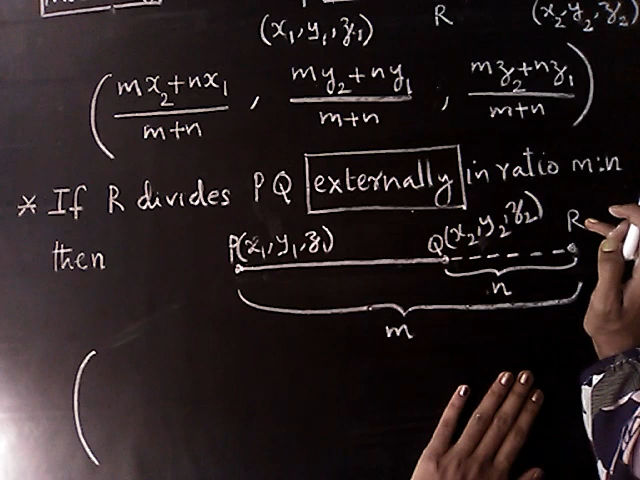 (x₁, y₁, z₁) R (x₂, y₂, z₂)
( mx₂+nx₁ / m+n , my₂+ny₁ / m+n , mz₂+nz₁ / m+n )
* If R divides PQ externally in ratio m:n
then P(x₁, y₁, z₁) Q(x₂, y₂, z₂) R
n
m
(